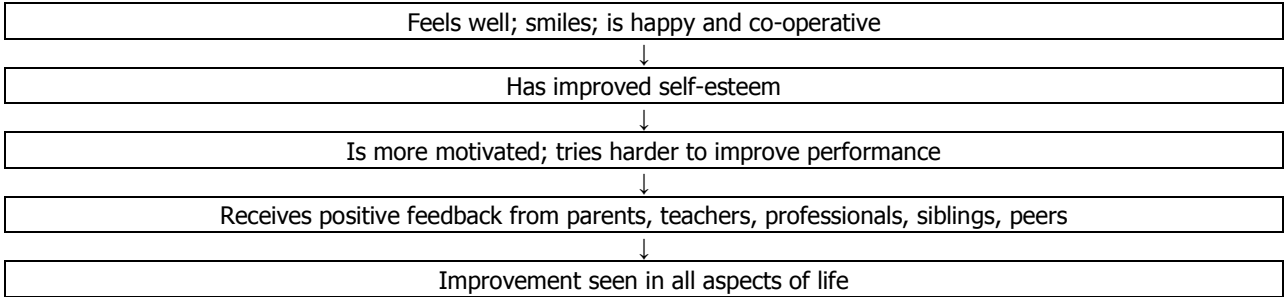 Feels well; smiles; is happy and co-operative
↓
Has improved self-esteem
↓
Is more motivated; tries harder to improve performance
↓
Receives positive feedback from parents, teachers, professionals, siblings, peers
↓
Improvement seen in all aspects of life